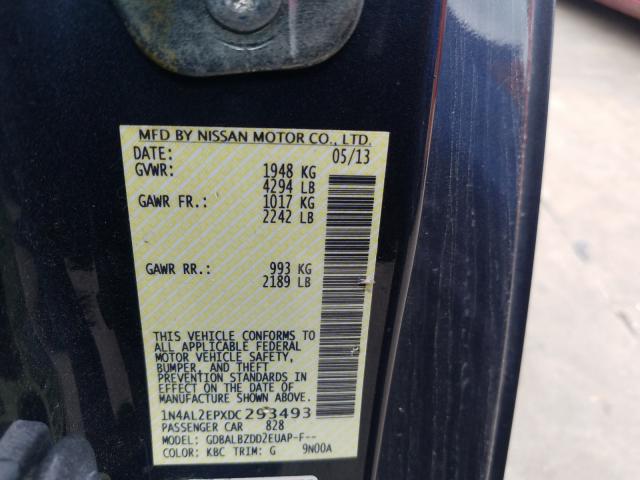 MFD BY NISSAN MOTOR CO., LTD.
DATE: 05/13
GVWR: 1948 KG
4294 LB
GAWR FR.: 1017 KG
2242 LB
GAWR RR.: 993 KG
2189 LB
THIS VEHICLE CONFORMS TO
ALL APPLICABLE FEDERAL
MOTOR VEHICLE SAFETY,
BUMPER, AND THEFT
PREVENTION STANDARDS IN
EFFECT ON THE DATE OF
MANUFACTURE SHOWN ABOVE.
1N4AL2EPXDC293493
PASSENGER CAR 828
MODEL: GDBALBZDD2EUAP-F--
COLOR: KBC TRIM: G 9N00A